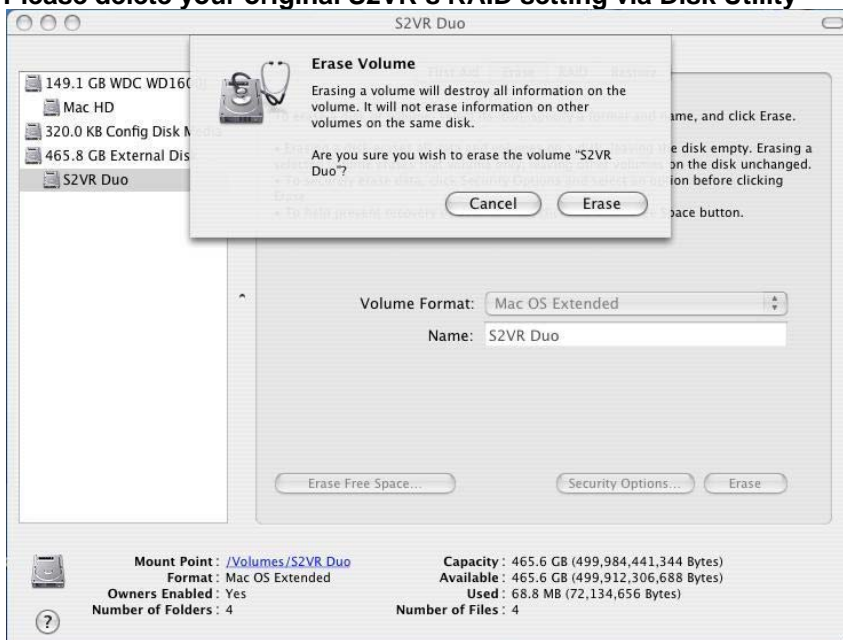 Please delete your original S2VR's RAID setting via Disk Utility
S2VR Duo
Erase Volume
Erasing a volume will destroy all information on the
volume. It will not erase information on other
volumes on the same disk.
Are you sure you wish to erase the volume "S2VR
Duo"?
Cancel
Erase
149.1 GB WDC WD160
Mac HD
320.0 KB Config Disk M
465.8 GB External Dis
S2VR Duo
ame, and click Erase.
e disk empty. Erasing a
on the disk unchanged.
ion before clicking
pace button.
Volume Format: Mac OS Extended
Name: S2VR Duo
Erase Free Space...
Security Options...
Erase
Mount Point : /Volumes/S2VR Duo
Format : Mac OS Extended
Owners Enabled : Yes
Number of Folders : 4
Capacity : 465.6 GB (499,984,441,344 Bytes)
Available : 465.6 GB (499,912,306,688 Bytes)
Used : 68.8 MB (72,134,656 Bytes)
Number of Files : 4
?